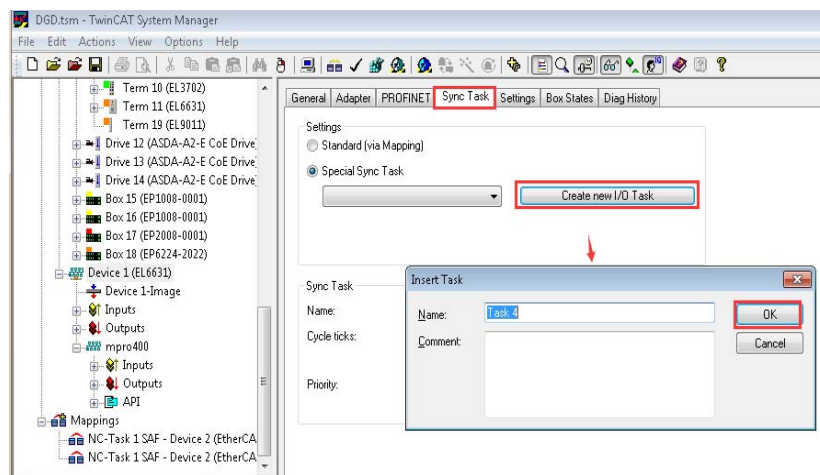 DGD.tsm - TwinCAT System Manager
File Edit Actions View Options Help
Term 10 (EL3702)
Term 11 (EL6631)
Term 19 (EL9011)
Drive 12 (ASDA-A2-E CoE Drive
Drive 13 (ASDA-A2-E CoE Drive
Drive 14 (ASDA-A2-E CoE Drive
Box 15 (EP1008-0001)
Box 16 (EP1008-0001)
Box 17 (EP2008-0001)
Box 18 (EP6224-2022)
Device 1 (EL6631)
Device 1-Image
Inputs
Outputs
mpro400
Inputs
Outputs
API
Mappings
NC-Task 1 SAF - Device 2 (EtherCA
NC-Task 1 SAF - Device 2 (EtherCA
General Adapter PROFINET Sync Task Settings Box States Diag History
Settings
Standard (via Mapping)
Special Sync Task
Create new I/O Task
Sync Task
Name:
Cycle ticks:
Priority:
Insert Task
Name: Task 4 OK
Comment: Cancel